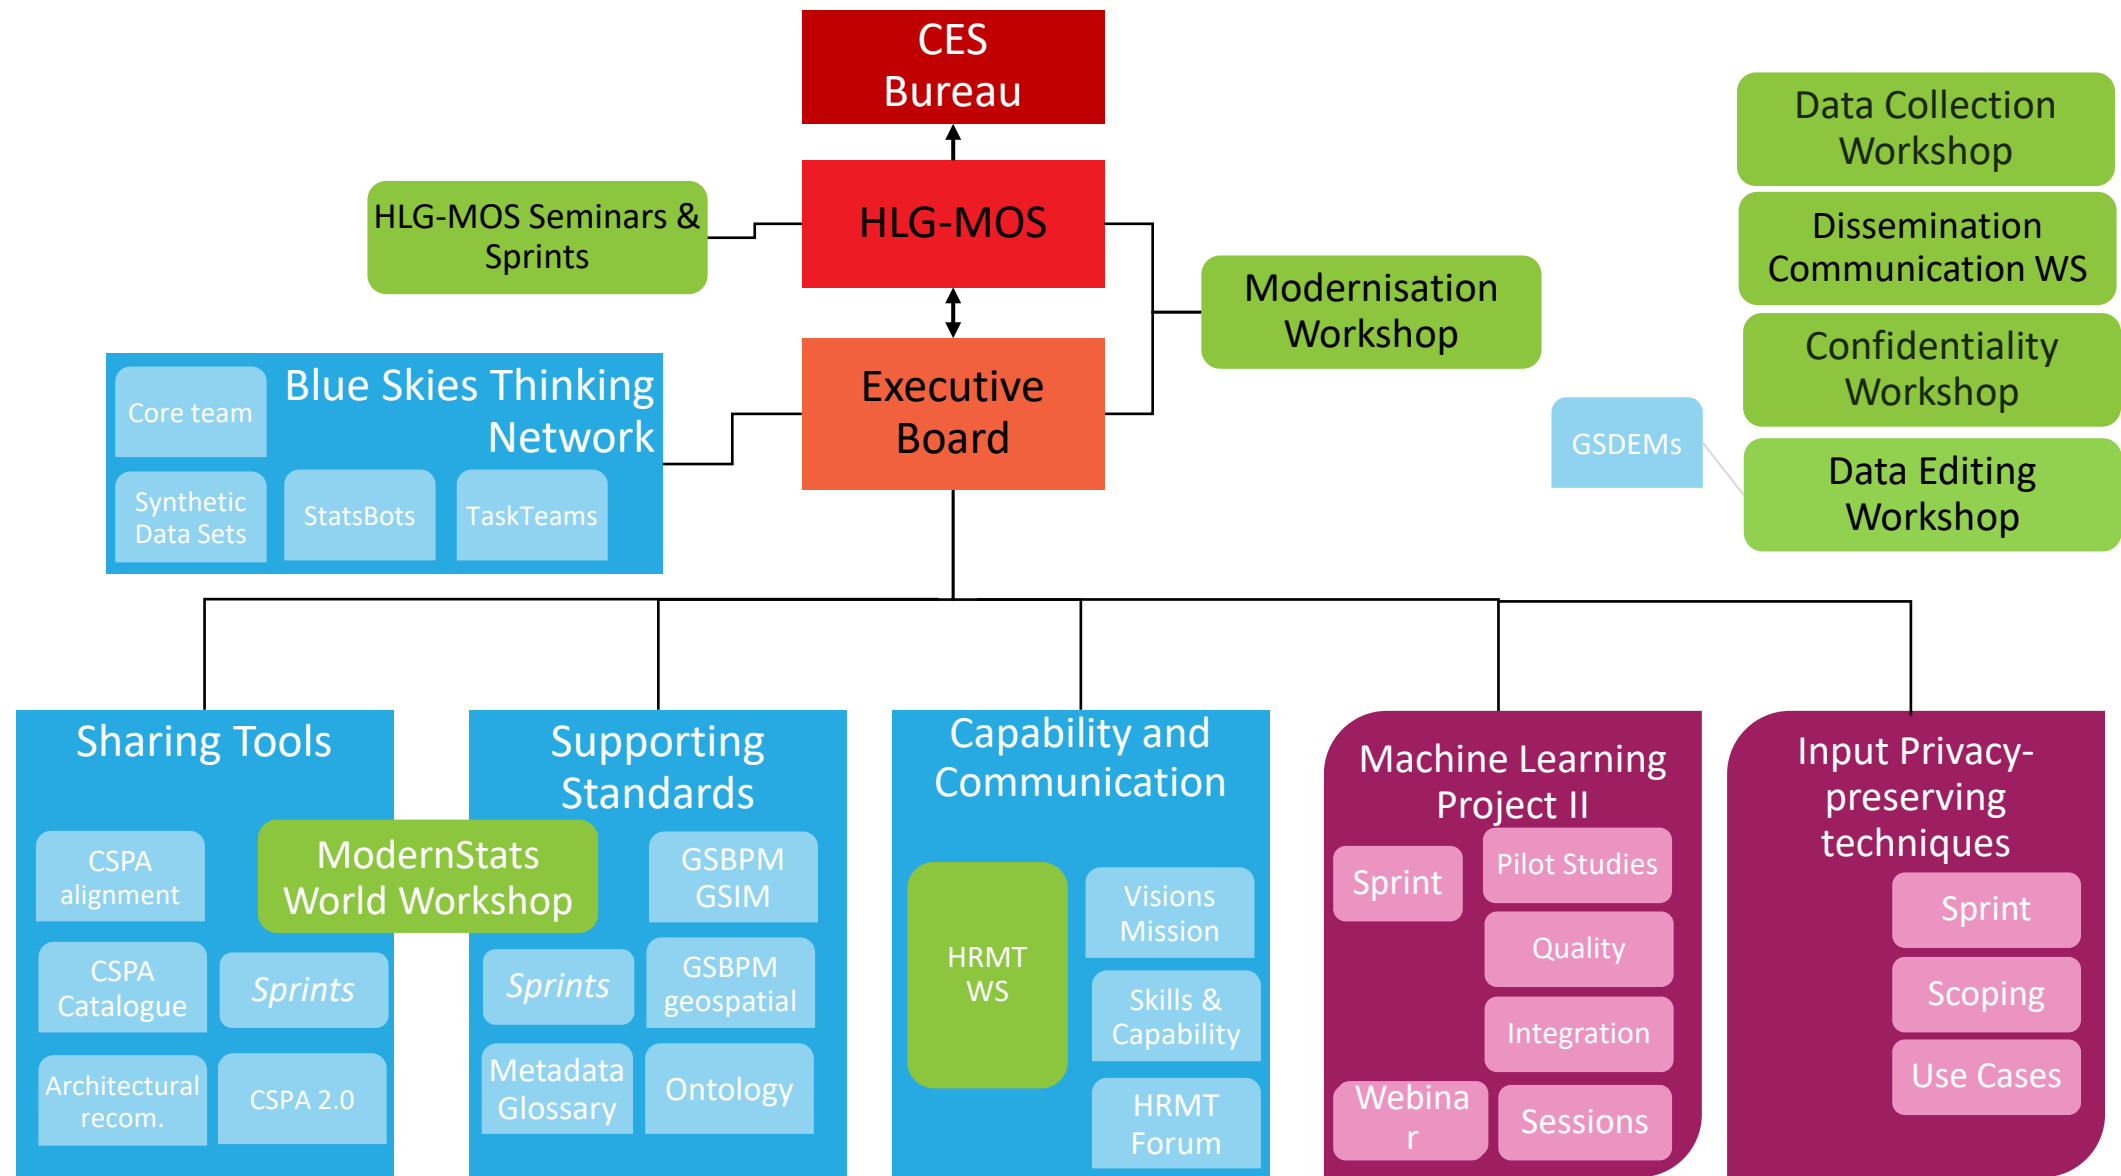 CES
Bureau
HLG-MOS
HLG-MOS Seminars &
Sprints
Modernisation
Workshop
Executive
Board
Blue Skies Thinking
Network
Core team
Synthetic
Data Sets
StatsBots
TaskTeams
Data Collection
Workshop
Dissemination
Communication WS
Confidentiality
Workshop
GSDEMs
Data Editing
Workshop
Sharing Tools
CSPA
alignment
CSPA
Catalogue
Sprints
Architectural
recom.
CSPA 2.0
ModernStats
World Workshop
Supporting
Standards
GSBPM
GSIM
Sprints
GSBPM
geospatial
Metadata
Glossary
Ontology
Capability and
Communication
HRMT
WS
Visions
Mission
Skills &
Capability
HRMT
Forum
Machine Learning
Project II
Sprint
Pilot Studies
Quality
Integration
Webina
r
Sessions
Input Privacy-
preserving
techniques
Sprint
Scoping
Use Cases